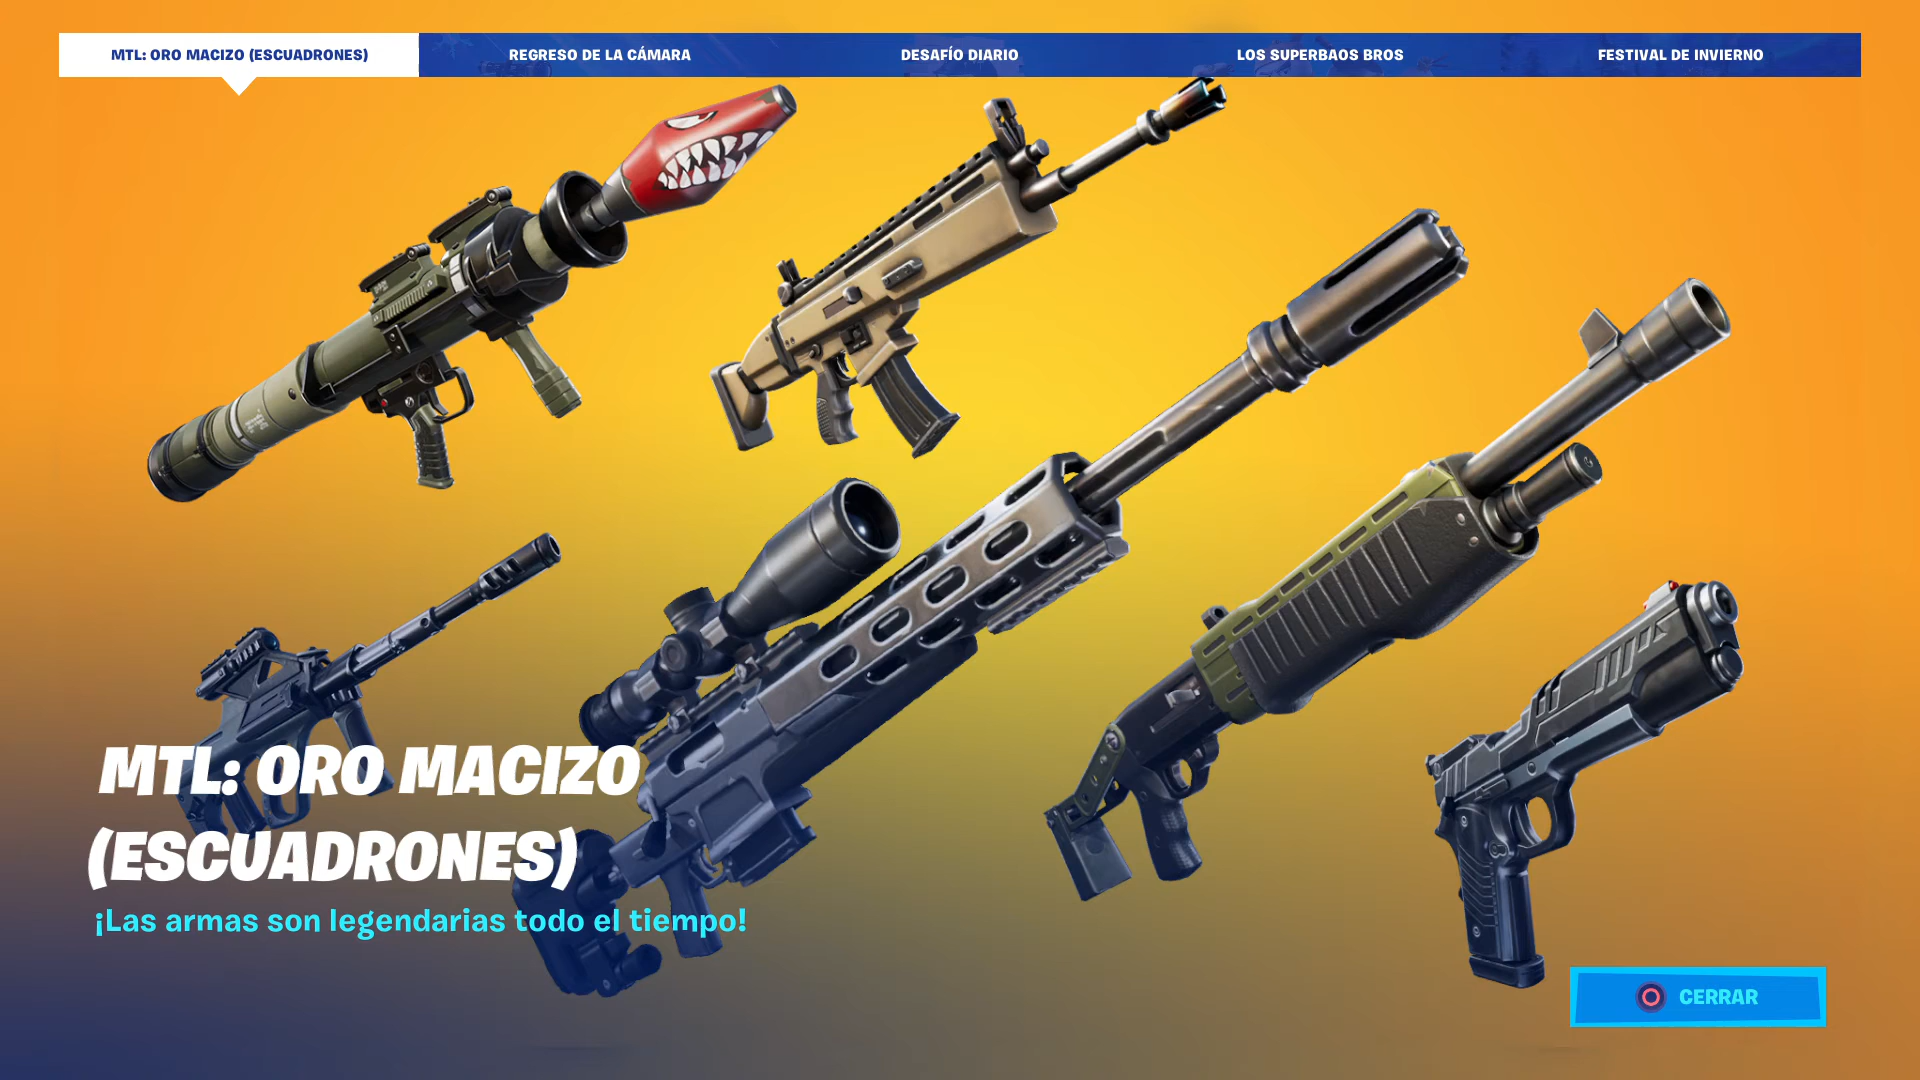 MTL: ORO MACIZO (ESCUADRONES)
REGRESO DE LA CÁMARA
DESAFÍO DIARIO
LOS SUPERBAOS BROS
FESTIVAL DE INVIERNO
MTL: ORO MACIZO
(ESCUADRONES)
¡Las armas son legendarias todo el tiempo!
CERRAR